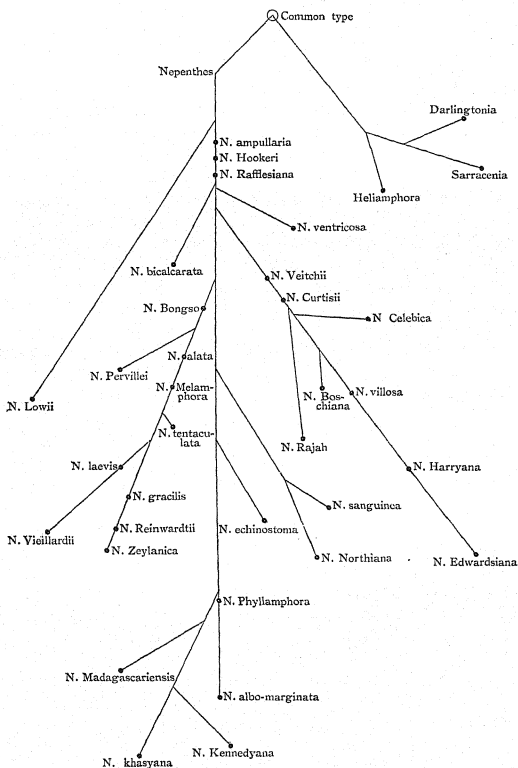 Common type
Nepenthes
Darlingtonia
N. ampullaria
N. Hookeri
N. Rafflesiana
Sarracenia
Heliamphora
N. ventricosa
N. bicalcarata
N. Veitchii
N. Curtisii
N. Bongso
N Celebica
N. alata
N. Pervillei
N. Melam-
phora
N. Bos-
chiana
N. villosa
N. Lowii
N. tentacu-
lata
N. Rajah
N. laevis
N. Harryana
N. gracilis
N. sanguinea
N. Reinwardtii
N. echinostoma
N. Vieillardii
N. Zeylanica
N. Northiana
N. Edwardsiana
N. Phyllamphora
N. Madagascariensis
N. albo-marginata
N. Kennedyana
N. khasyana